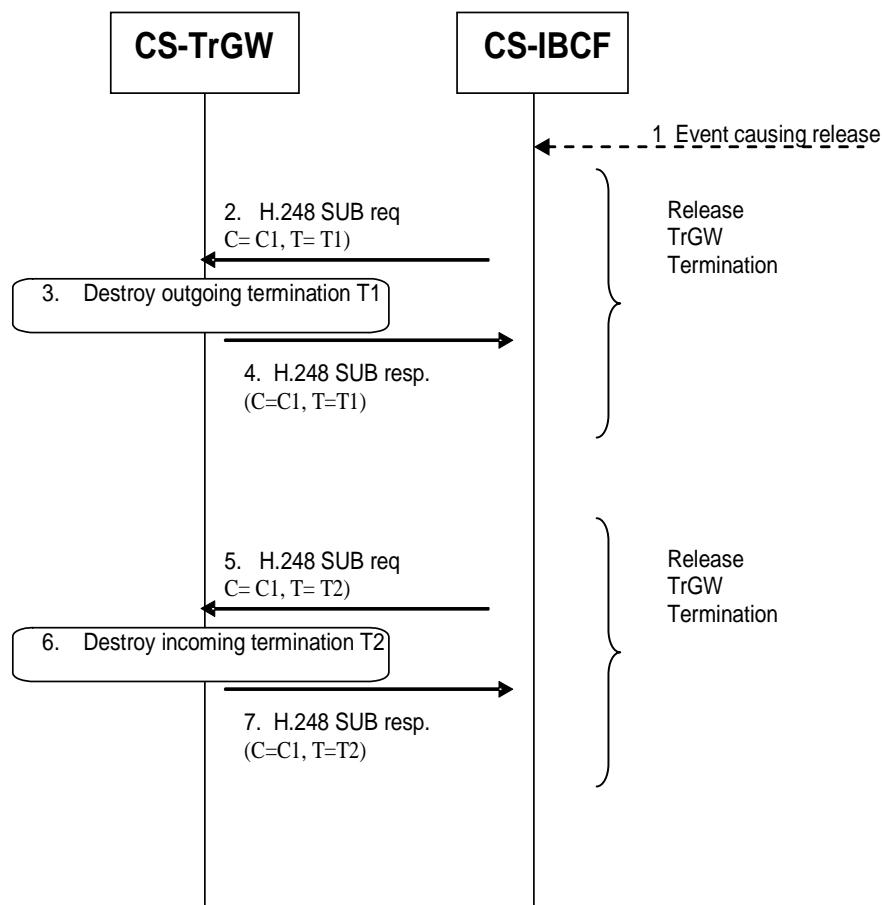 CS-TrGW
CS-IBCF
1 Event causing release
2. H.248 SUB req
C= C1, T= T1)
Release
TrGW
Termination
3. Destroy outgoing termination T1
4. H.248 SUB resp.
(C=C1, T=T1)
5. H.248 SUB req
C= C1, T= T2)
Release
TrGW
Termination
6. Destroy incoming termination T2
7. H.248 SUB resp.
(C=C1, T=T2)